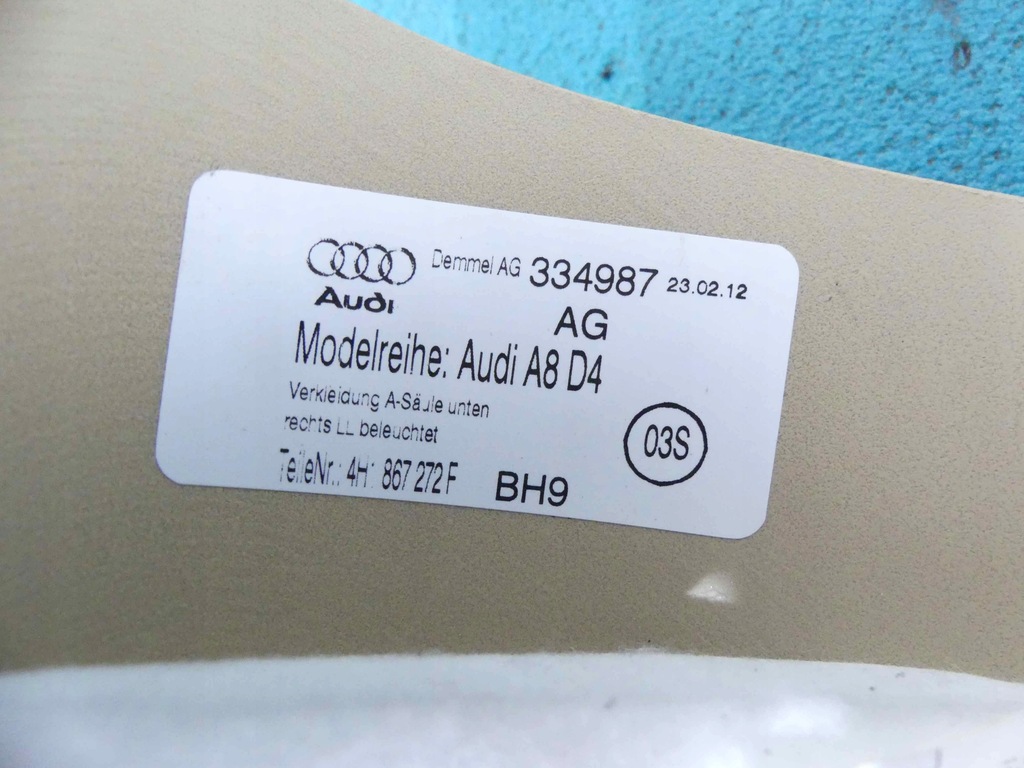 Demmel AG 334987 23.02.12
Audi
AG
Modelreihe: Audi A8 D4
Verkleidung A-Säule unten
rechts LL beleuchtet
03S
TeileNr.: 4H1 867 272 F
BH9